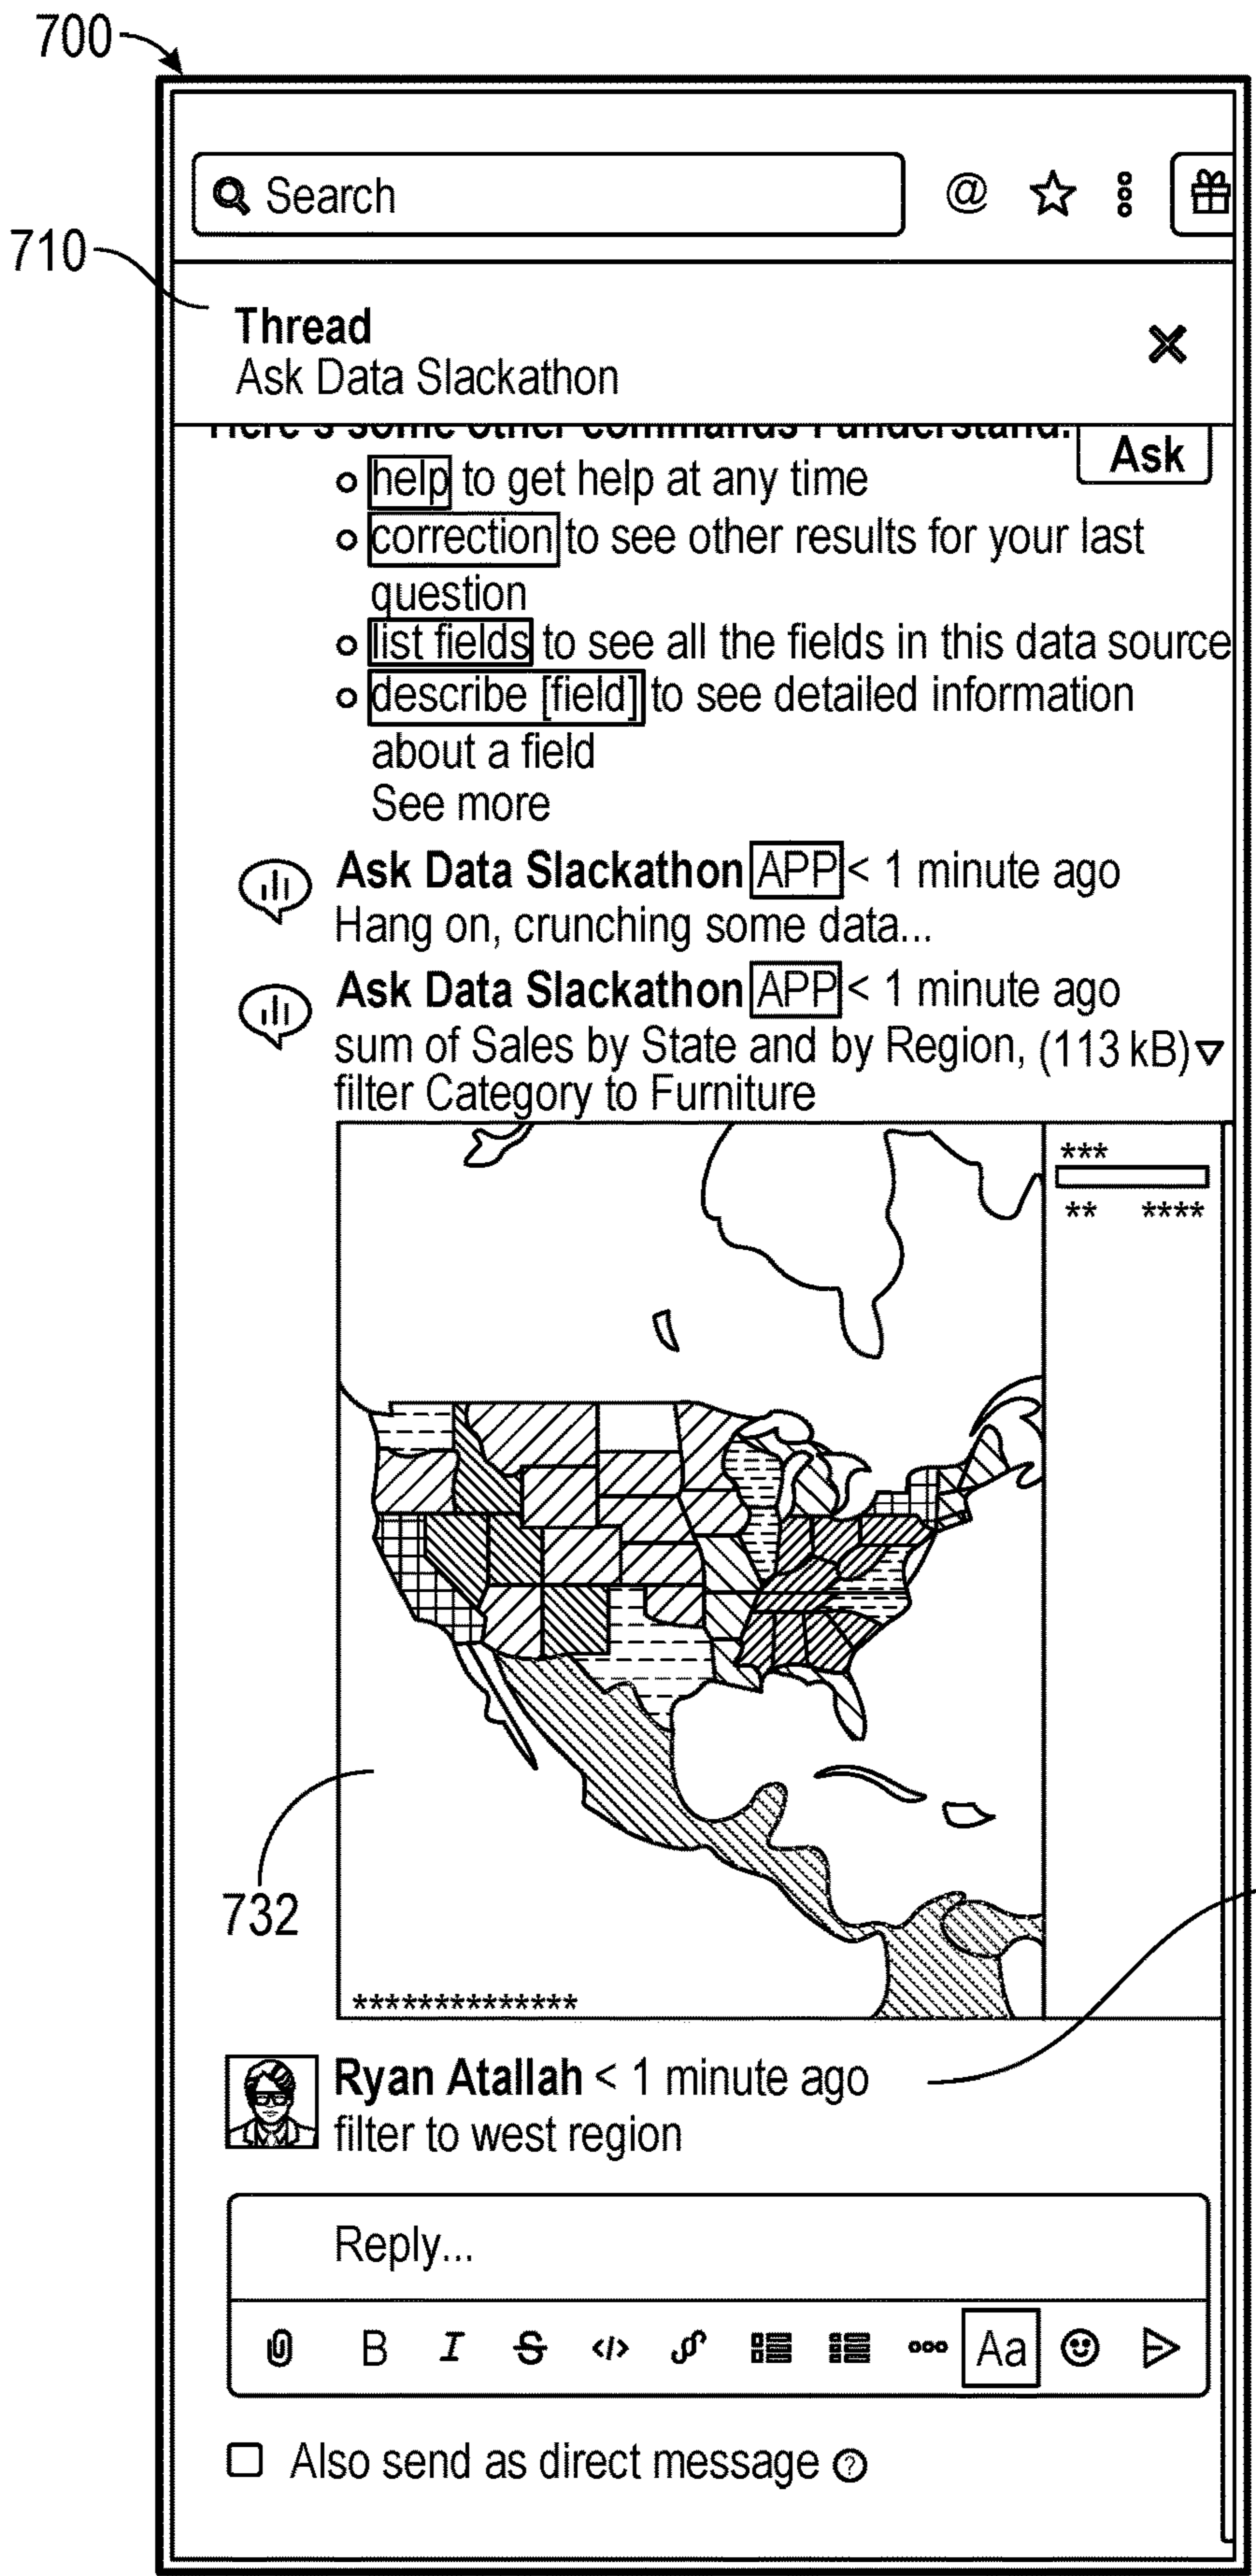 700
Search @
710
Thread
Ask Data Slackathon
Here's some other commands I understand:
Ask
help to get help at any time
correction to see other results for your last
question
list fields to see all the fields in this data source
describe [field] to see detailed information
about a field
See more
Ask Data Slackathon APP < 1 minute ago
Hang on, crunching some data...
Ask Data Slackathon APP < 1 minute ago
sum of Sales by State and by Region, (113 kB)
filter Category to Furniture
***
** ****
732
**************
Ryan Atallah < 1 minute ago
filter to west region
Reply...
B I S </> Aa
Also send as direct message ?